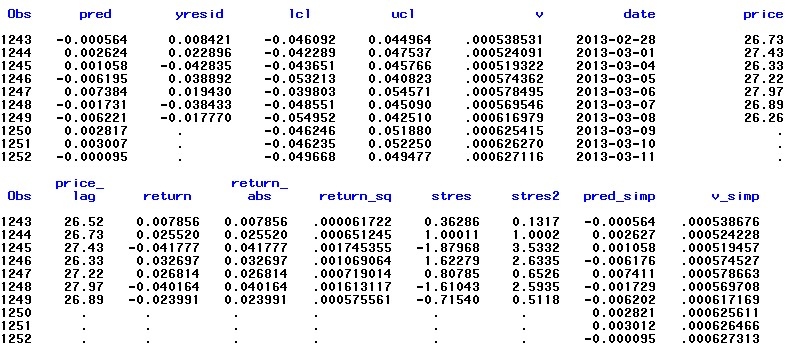 Obs pred yresid lcl ucl v date price
1243 -0.000564 0.008421 -0.046092 0.044964 .000538531 2013-02-28 26.73
1244 0.002624 0.022896 -0.042289 0.047537 .000524091 2013-03-01 27.43
1245 0.001058 -0.042835 -0.043651 0.045766 .000519322 2013-03-04 26.33
1246 -0.006195 0.038892 -0.053213 0.040823 .000574362 2013-03-05 27.22
1247 0.007384 0.019430 -0.039803 0.054571 .000578495 2013-03-06 27.97
1248 -0.001731 -0.038433 -0.048551 0.045090 .000569546 2013-03-07 26.89
1249 -0.006221 -0.017770 -0.054952 0.042510 .000616979 2013-03-08 26.26
1250 0.002817 . -0.046246 0.051880 .000625415 2013-03-09 .
1251 0.003007 . -0.046235 0.052250 .000626270 2013-03-10 .
1252 -0.000095 . -0.049668 0.049477 .000627116 2013-03-11 .
price_ return_
Obs lag return abs return_sq stres stres2 pred_simp v_simp
1243 26.52 0.007856 0.007856 .000061722 0.36286 0.1317 -0.000564 .000538676
1244 26.73 0.025520 0.025520 .000651245 1.00011 1.0002 0.002627 .000524228
1245 27.43 -0.041777 0.041777 .001745355 -1.87968 3.5332 0.001058 .000519457
1246 26.33 0.032697 0.032697 .001069064 1.62279 2.6335 -0.006176 .000574527
1247 27.22 0.026814 0.026814 .000719014 0.80785 0.6526 0.007411 .000578663
1248 27.97 -0.040164 0.040164 .001613117 -1.61043 2.5935 -0.001729 .000569708
1249 26.89 -0.023991 0.023991 .000575561 -0.71540 0.5118 -0.006202 .000617169
1250 . . . . . . 0.002821 .000625611
1251 . . . . . . 0.003012 .000626466
1252 . . . . . . -0.000095 .000627313